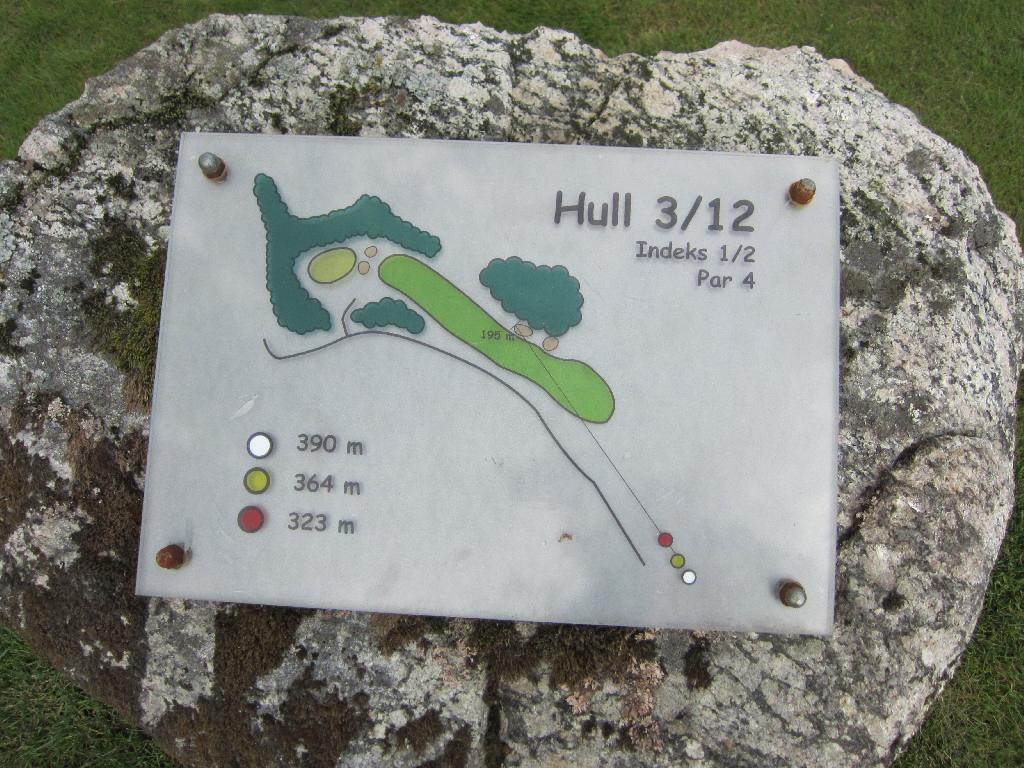 Hull 3/12
Indeks 1/2
Par 4
195 m
390 m
364 m
323 m